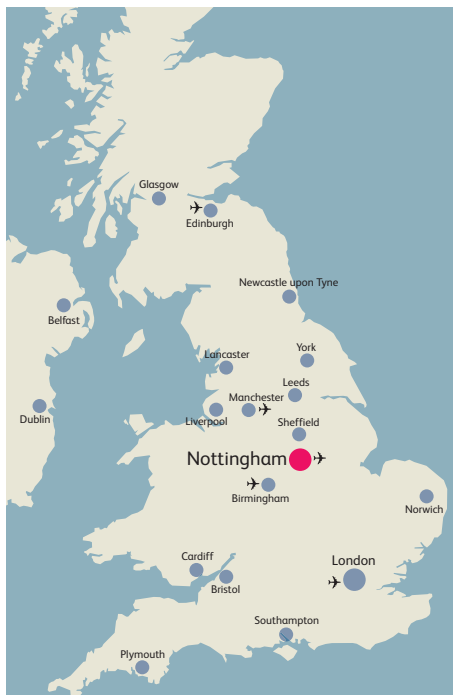 Glasgow
Edinburgh
Newcastle upon Tyne
Belfast
Lancaster
York
Leeds
Manchester
Dublin
Liverpool
Sheffield
Nottingham
Birmingham
Norwich
Cardiff
London
Bristol
Southampton
Plymouth